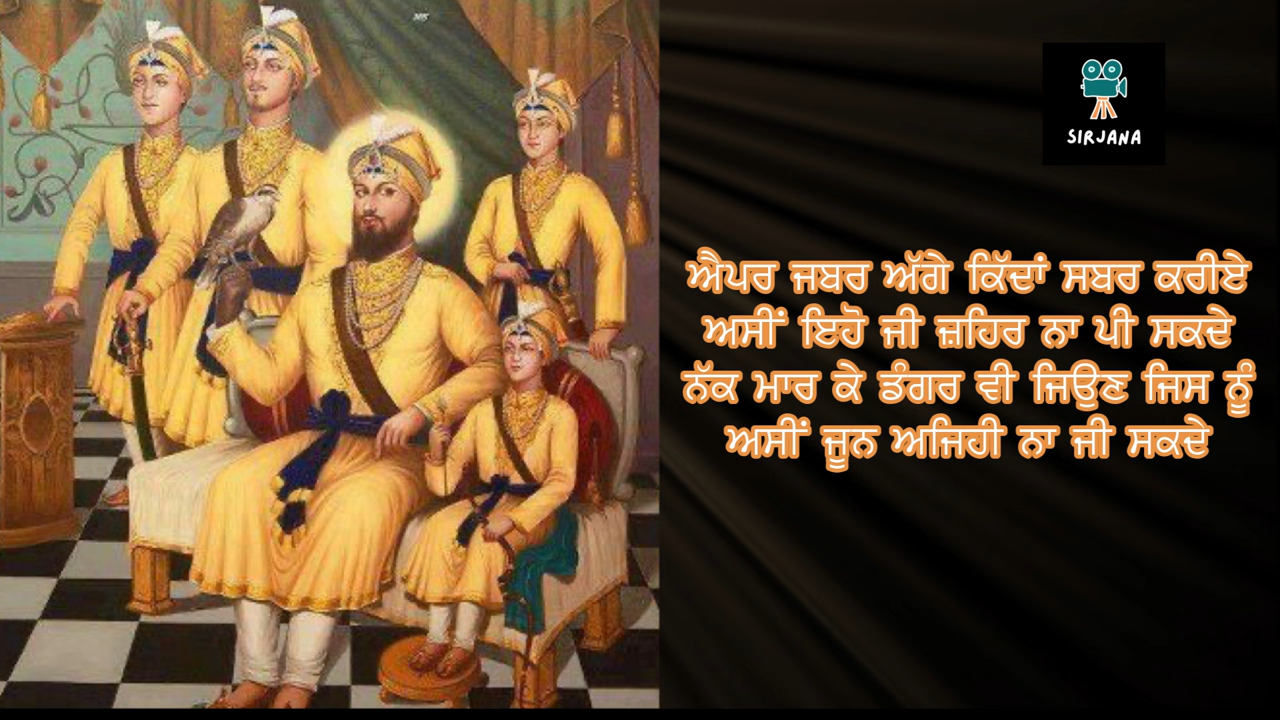 SIRJANA
ਐਪਰ ਜਬਰ ਅੱਗੇ ਕਿੱਦਾਂ ਸਬਰ ਕਰੀਏ
ਅਸੀਂ ਇਹੋ ਜੀ ਜ਼ਹਿਰ ਨਾ ਪੀ ਸਕਦੇ
ਨੱਕ ਮਾਰ ਕੇ ਡੰਗਰ ਵੀ ਜਿਉਣ ਜਿਸ ਨੂੰ
ਅਸੀਂ ਜੂਨ ਅਜਿਹੀ ਨਾ ਜੀ ਸਕਦੇ